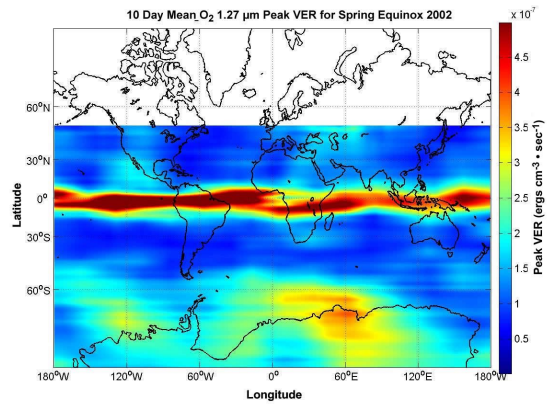 10 Day Mean O₂ 1.27 µm Peak VER for Spring Equinox 2002
x 10⁻⁷
4.5
4
3.5
3
2.5
2
1.5
1
0.5
Peak VER (ergs cm⁻³ • sec⁻¹)
60°N
30°N
0°
30°S
60°S
Latitude
180°W 120°W 60°W 0° 60°E 120°E 180°W
Longitude